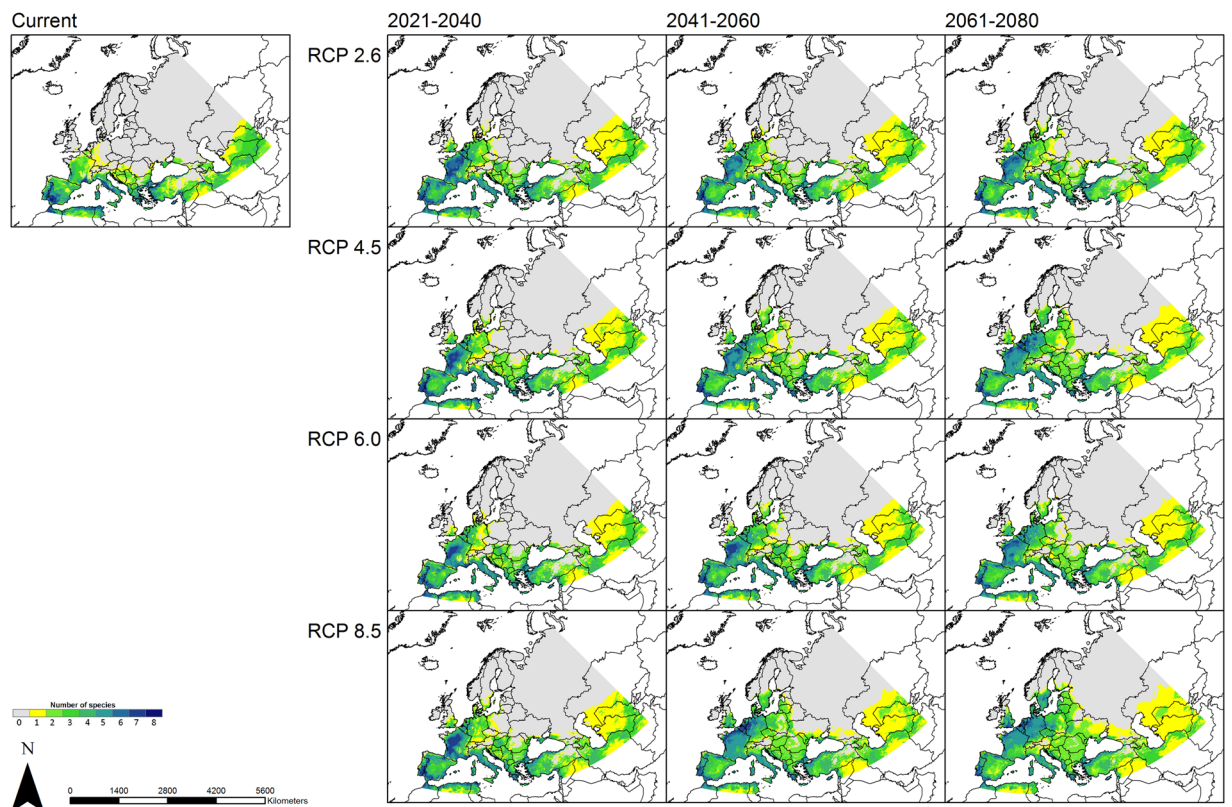 Current
2021-2040
2041-2060
2061-2080
RCP 2.6
RCP 4.5
RCP 6.0
RCP 8.5
Number of species
0 1 2 3 4 5 6 7 8
N
0 1400 2800 4200 5600
Kilometers